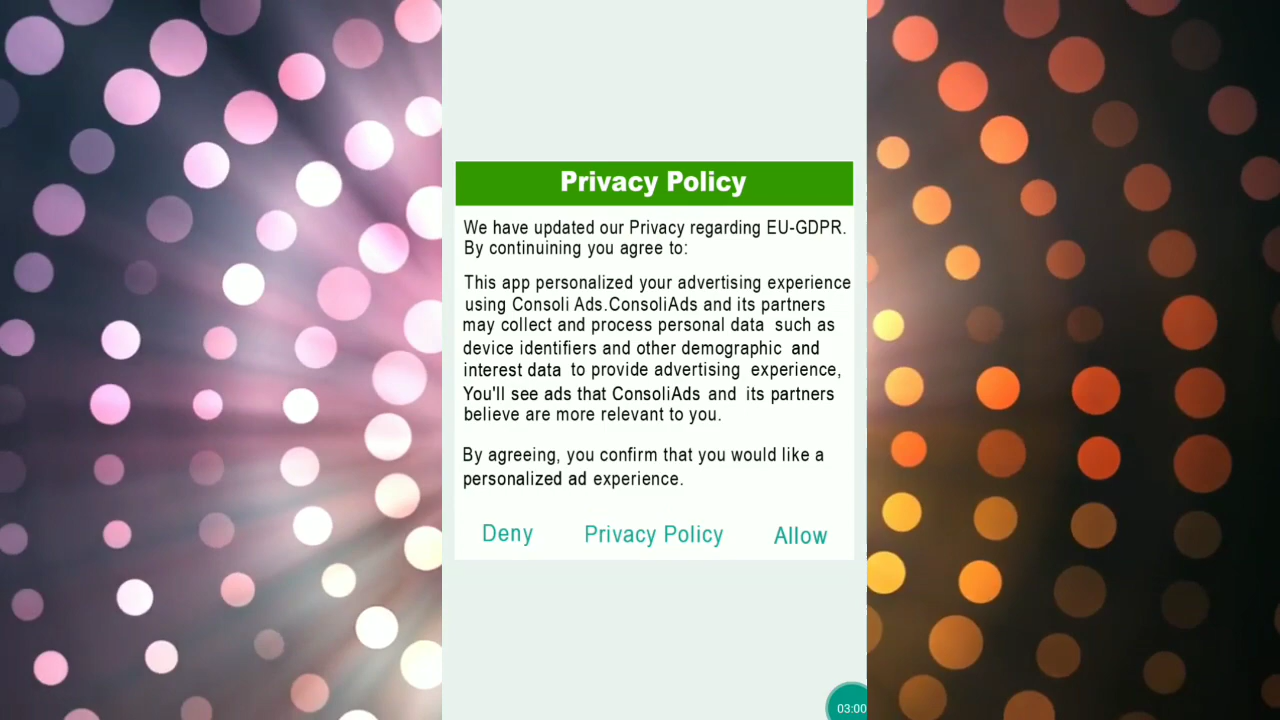 Privacy Policy
We have updated our Privacy regarding EU-GDPR.
By continuining you agree to:
This app personalized your advertising experience
using Consoli Ads.ConsoliAds and its partners
may collect and process personal data such as
device identifiers and other demographic and
interest data to provide advertising experience,
You'll see ads that ConsoliAds and its partners
believe are more relevant to you.
By agreeing, you confirm that you would like a
personalized ad experience.
Deny Privacy Policy Allow
03:00